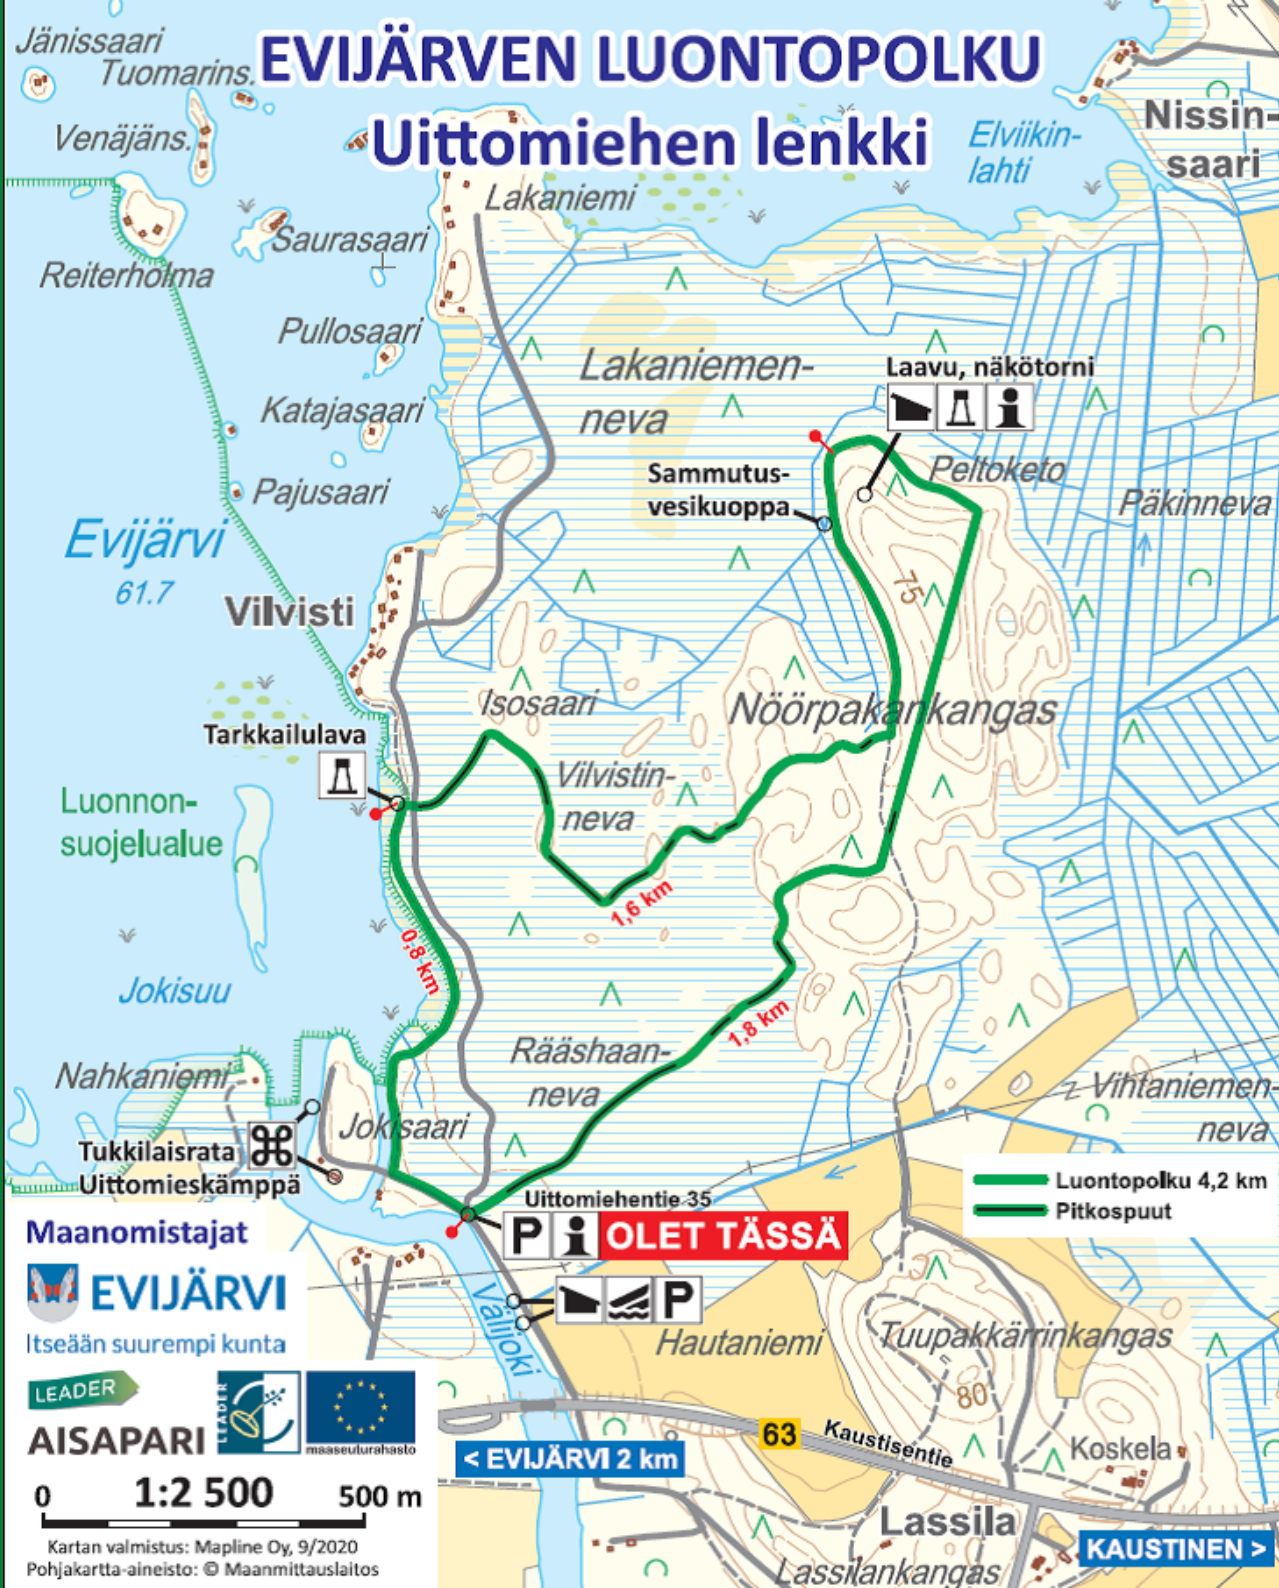 EVIJÄRVEN LUONTOPOLKU
Uittomiehen lenkki
Jänissaari
Tuomarins.
Venäjäns.
Elviikin-
lahti
Nissin-
saari
Lakaniemi
Saurasaari
Reiterholma
Pullosaari
Katajasaari
Pajusaari
Lakaniemen-
neva
Laavu, näkötorni
Peltoketo
Sammutus-
vesikuoppa
Päkinneva
Evijärvi
61.7
Vilvisti
75
Isosaari
Nöörpakankangas
Tarkkailulava
Vilvistin-
neva
Luonnon-
suojelualue
1,6 km
0,8 km
Jokisuu
1,8 km
Rääshaan-
neva
Nahkaniemi
Jokisaari
Vihtaniemen-
neva
Tukkilaisrata
Uittomieskämppä
Luontopolku 4,2 km
Pitkospuut
Uittomiehentie 35
P
i
OLET TÄSSÄ
Maanomistajat
EVIJÄRVI
Itseään suurempi kunta
P
Välijoki
Hautaniemi
Tuupakkärrinkangas
80
LEADER
AISAPARI
LEADER
maaseuturahasto
63
Kaustisentie
Koskela
< EVIJÄRVI 2 km
0
1:2 500
500 m
Lassila
KAUSTINEN >
Kartan valmistus: Mapline Oy, 9/2020
Pohjakartta-aineisto: © Maanmittauslaitos
Lassilankangas